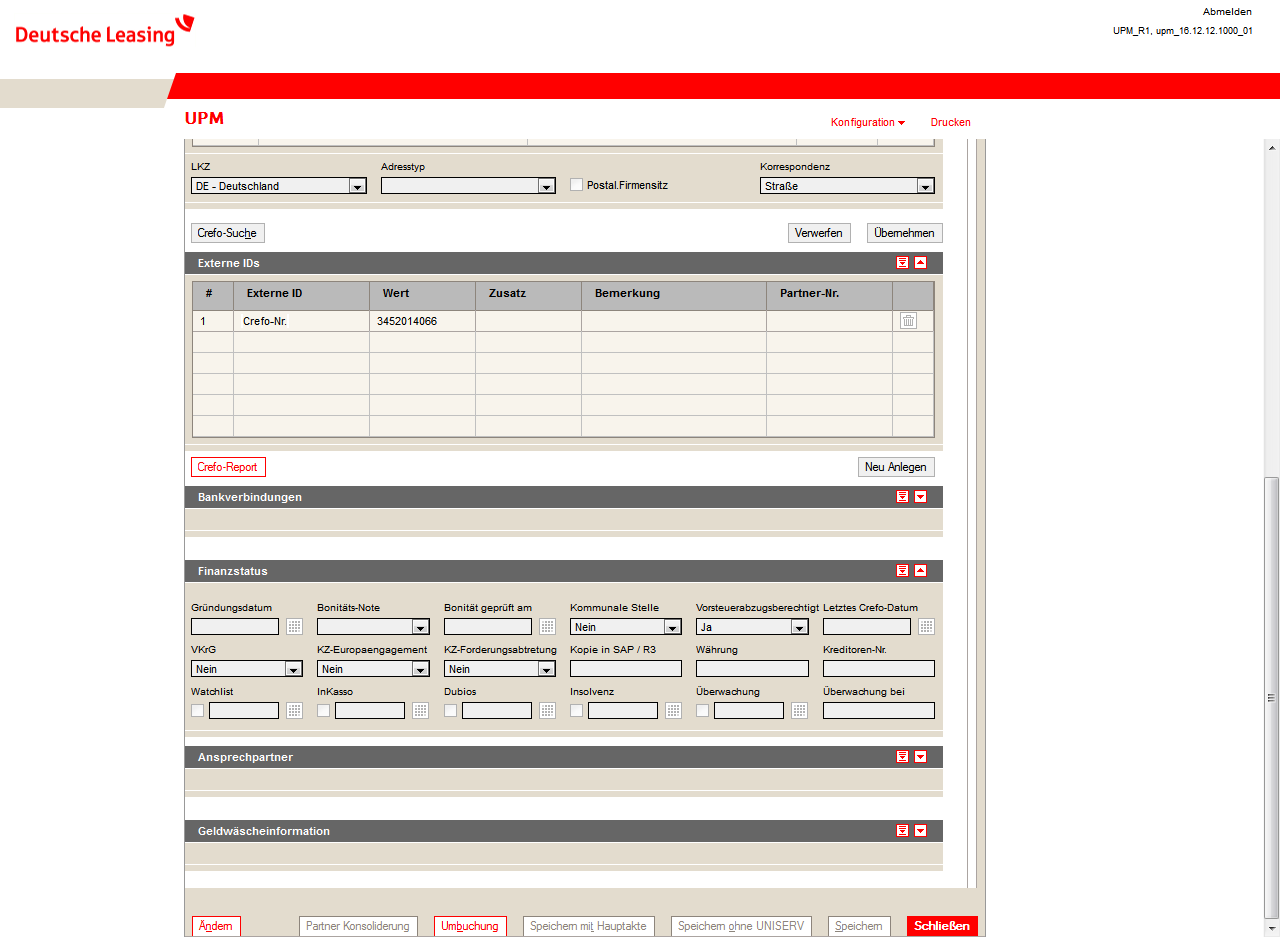 Deutsche Leasing
Abmelden
UPM_R1, upm_16.12.12.1000_01
UPM
Konfiguration
Drucken
LKZ Adresstyp Korrespondenz
DE - Deutschland Postal.Firmensitz Straße
Crefo-Suche Verwerfen Übernehmen
Externe IDs
# Externe ID Wert Zusatz Bemerkung Partner-Nr.
1 Crefo-Nr. 3452014066
Crefo-Report Neu Anlegen
Bankverbindungen
Finanzstatus
Gründungsdatum Bonitäts-Note Bonität geprüft am Kommunale Stelle Vorsteuerabzugsberechtigt Letztes Crefo-Datum
Nein Ja
VKrG KZ-Europaengagement KZ-Forderungsabtretung Kopie in SAP / R3 Währung Kreditoren-Nr.
Nein Nein Nein
Watchlist InKasso Dubios Insolvenz Überwachung Überwachung bei
Ansprechpartner
Geldwäscheinformation
Ändern Partner Konsoliderung Umbuchung Speichern mit Hauptakte Speichern ohne UNISERV Speichern Schließen